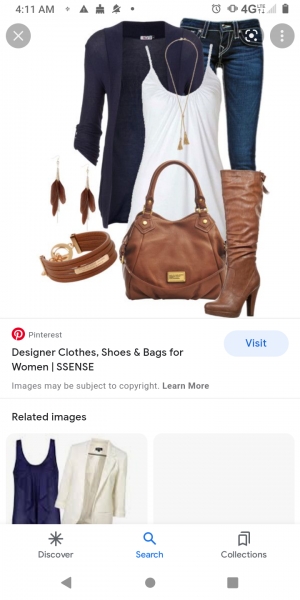 4:11 AM
4G
Pinterest
Visit
Designer Clothes, Shoes & Bags for
Women | SSENSE
Images may be subject to copyright. Learn More
Related images
Discover
Search
Collections